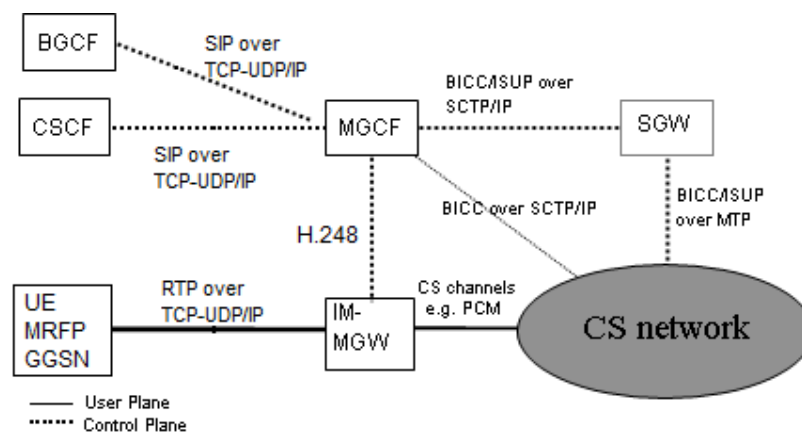 BGCF
SIP over
TCP-UDP/IP
CSCF
SIP over
TCP-UDP/IP
MGCF
BICC/ISUP over
SCTP/IP
SGW
BICC/ISUP
over MTP
BICC over SCTP/IP
H.248
UE
MRFP
GGSN
RTP over
TCP-UDP/IP
IM-
MGW
CS channels
e.g. PCM
CS network
User Plane
Control Plane